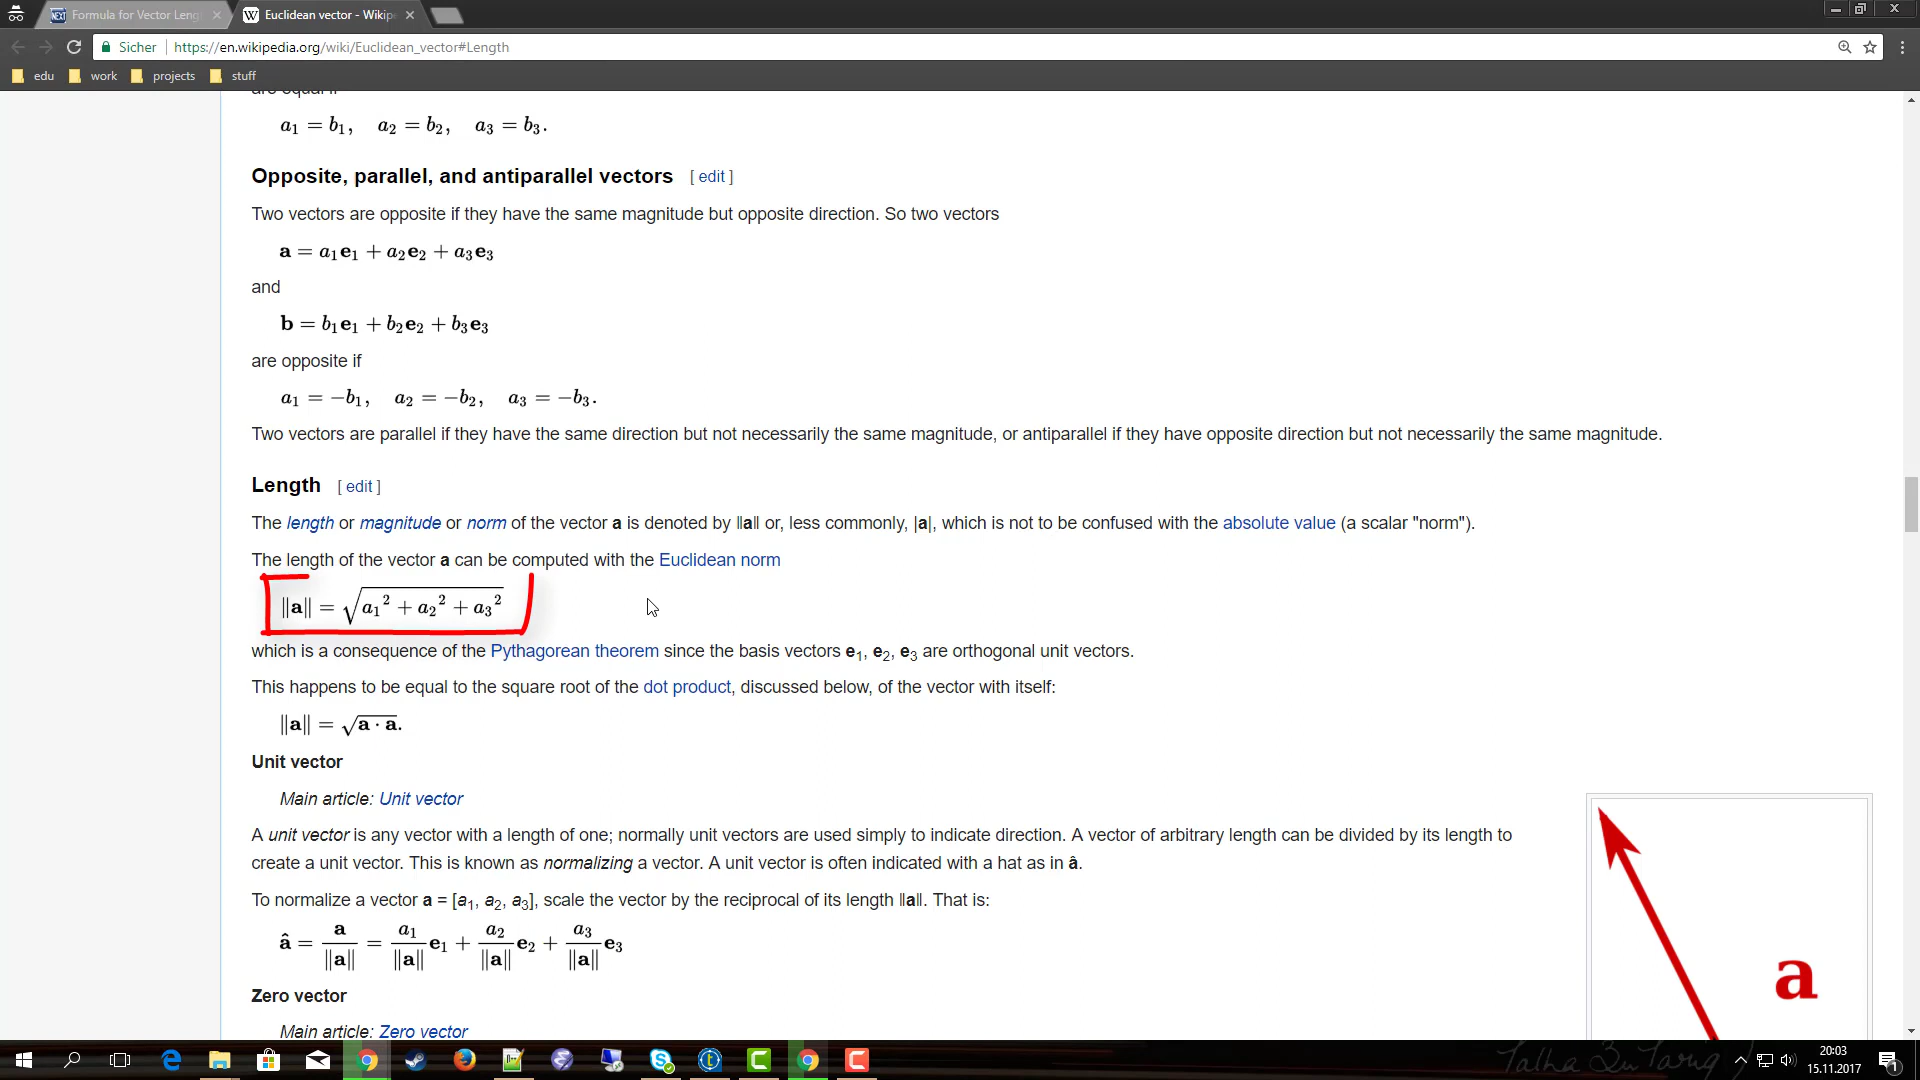 Formula for Vector Leng
Euclidean vector - Wikip
Sicher
https://en.wikipedia.org/wiki/Euclidean_vector#Length
edu work projects stuff
are equal if
a1 = b1, a2 = b2, a3 = b3.
Opposite, parallel, and antiparallel vectors [ edit ]
Two vectors are opposite if they have the same magnitude but opposite direction. So two vectors
a = a1e1 + a2e2 + a3e3
and
b = b1e1 + b2e2 + b3e3
are opposite if
a1 = −b1, a2 = −b2, a3 = −b3.
Two vectors are parallel if they have the same direction but not necessarily the same magnitude, or antiparallel if they have opposite direction but not necessarily the same magnitude.
Length [ edit ]
The length or magnitude or norm of the vector a is denoted by ‖a‖ or, less commonly, |a|, which is not to be confused with the absolute value (a scalar "norm").
The length of the vector a can be computed with the Euclidean norm
‖a‖ = √(a1² + a2² + a3²)
which is a consequence of the Pythagorean theorem since the basis vectors e1, e2, e3 are orthogonal unit vectors.
This happens to be equal to the square root of the dot product, discussed below, of the vector with itself:
‖a‖ = √(a · a).
Unit vector
Main article: Unit vector
A unit vector is any vector with a length of one; normally unit vectors are used simply to indicate direction. A vector of arbitrary length can be divided by its length to
create a unit vector. This is known as normalizing a vector. A unit vector is often indicated with a hat as in â.
To normalize a vector a = [a1, a2, a3], scale the vector by the reciprocal of its length ‖a‖. That is:
â = a/‖a‖ = a1/‖a‖ e1 + a2/‖a‖ e2 + a3/‖a‖ e3
Zero vector
Main article: Zero vector
a
20:03
15.11.2017